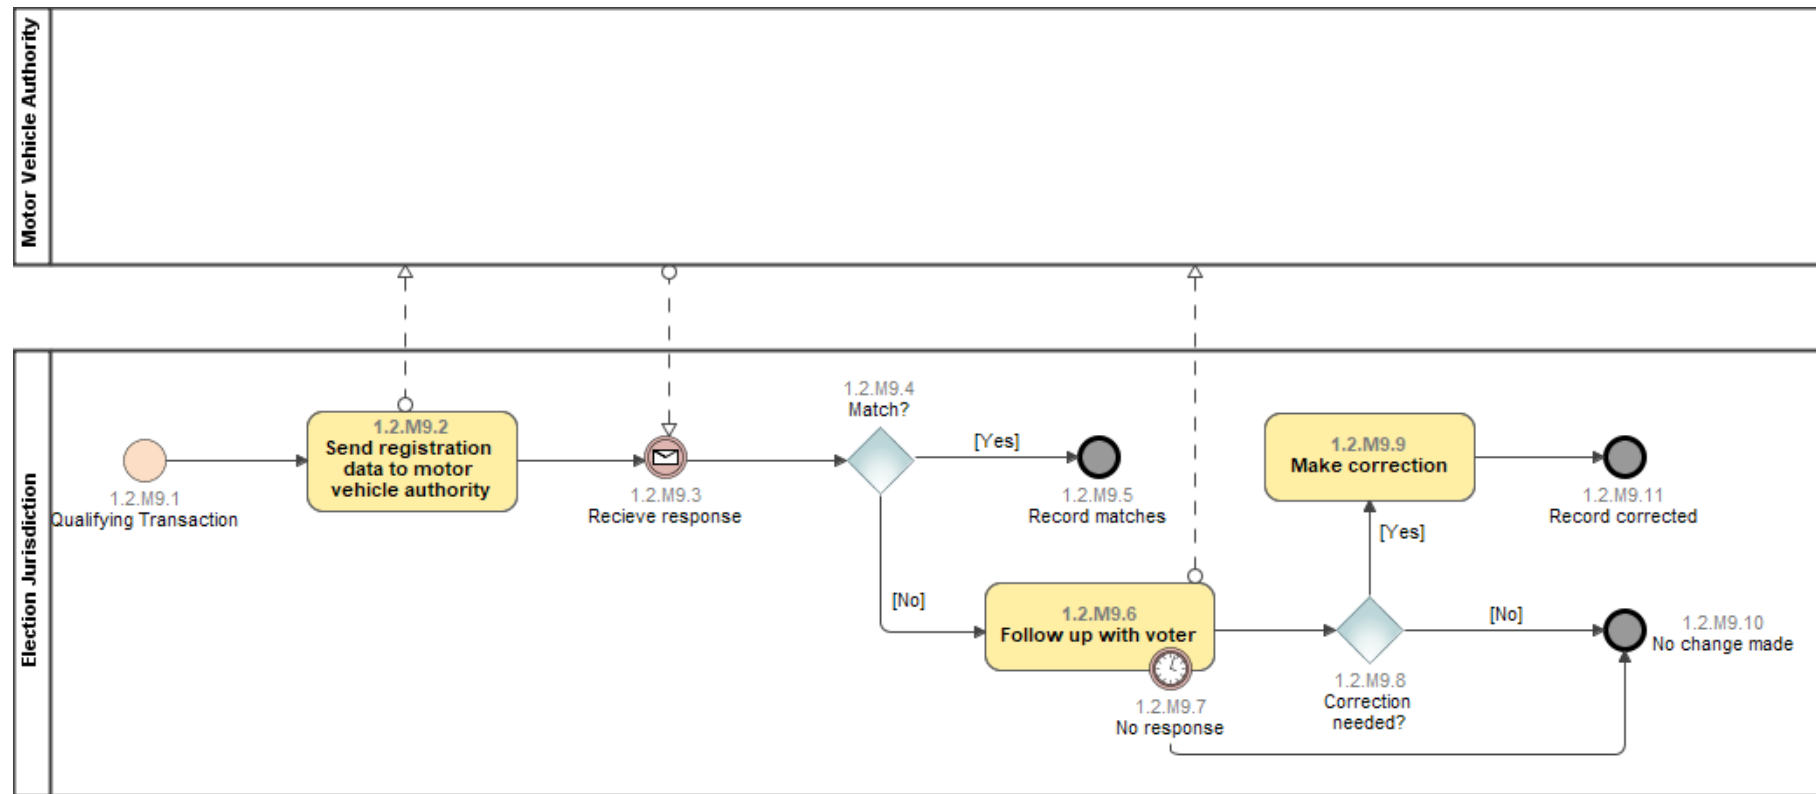 Motor Vehicle Authority
Election Jurisdiction
1.2.M9.1
Qualifying Transaction
1.2.M9.2
Send registration
data to motor
vehicle authority
1.2.M9.3
Recieve response
1.2.M9.4
Match?
[Yes]
1.2.M9.5
Record matches
[No]
1.2.M9.6
Follow up with voter
1.2.M9.7
No response
1.2.M9.8
Correction
needed?
[Yes]
1.2.M9.9
Make correction
1.2.M9.11
Record corrected
[No]
1.2.M9.10
No change made